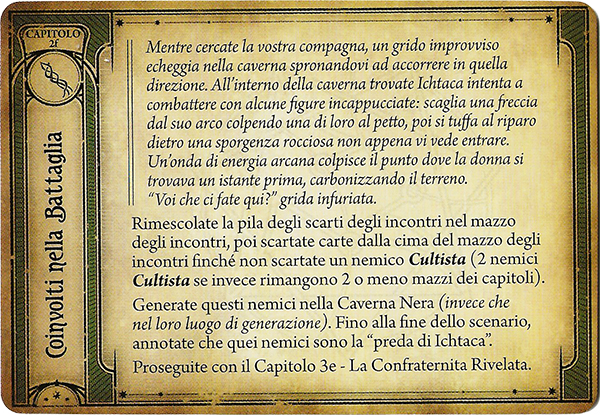 CAPITOLO
2f
Coinvolti nella Battaglia
Mentre cercate la vostra compagna, un grido improvviso
echeggia nella caverna spronandovi ad accorrere in quella
direzione. All'interno della caverna trovate Ichtaca intenta a
combattere con alcune figure incappucciate: scaglia una freccia
dal suo arco colpendo una di loro al petto, poi si tuffa al riparo
dietro una sporgenza rocciosa non appena vi vede entrare.
Un'onda di energia arcana colpisce il punto dove la donna si
trovava un istante prima, carbonizzando il terreno.
“Voi che ci fate qui?” grida infuriata.
Rimescolate la pila degli scarti degli incontri nel mazzo
degli incontri, poi scartate carte dalla cima del mazzo degli
incontri finché non scartate un nemico Cultista (2 nemici
Cultista se invece rimangono 2 o meno mazzi dei capitoli).
Generate questi nemici nella Caverna Nera (invece che
nel loro luogo di generazione). Fino alla fine dello scenario,
annotate che quei nemici sono la “preda di Ichtaca”.
Proseguite con il Capitolo 3e - La Confraternita Rivelata.